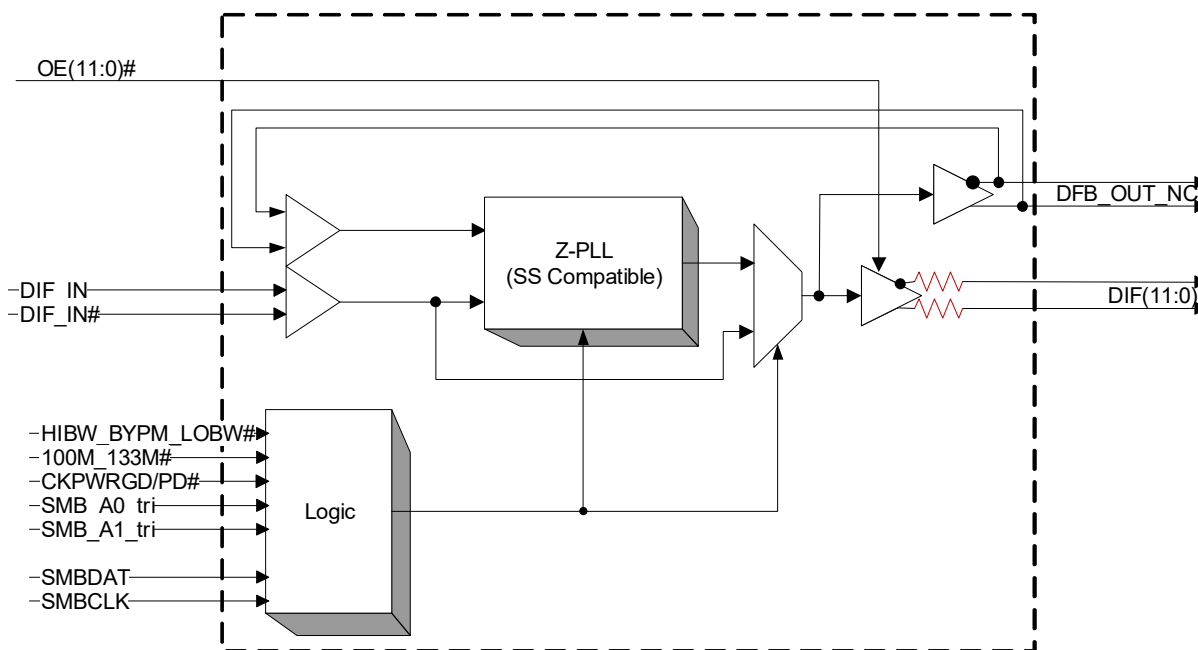 OE(11:0)#
DFB_OUT_NC
Z-PLL
(SS Compatible)
DIF_IN
DIF_IN#
DIF(11:0)
HIBW_BYPM_LOBW#
100M_133M#
CKPWRGD/PD#
SMB_A0_tri
SMB_A1_tri
Logic
SMBDAT
SMBCLK